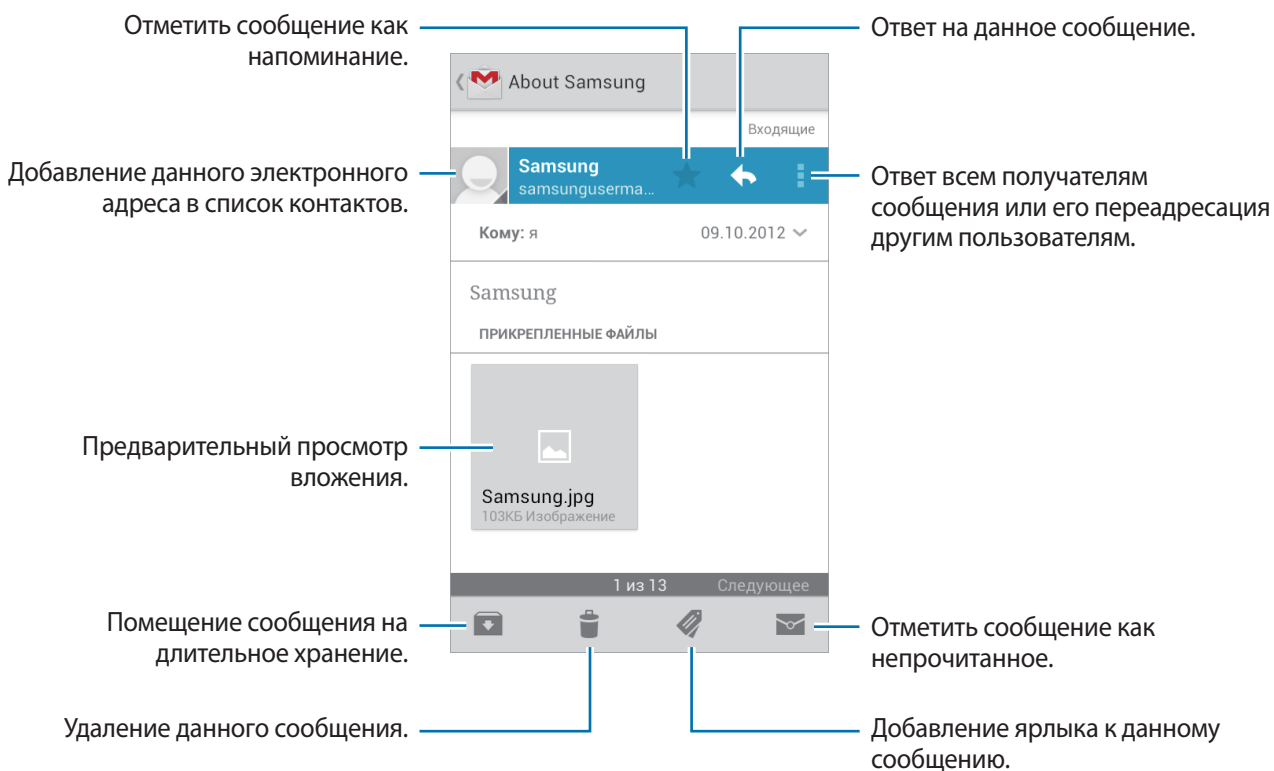 Отметить сообщение как
напоминание.
Ответ на данное сообщение.
About Samsung
Входящие
Добавление данного электронного
адреса в список контактов.
Samsung
samsunguserma...
Ответ всем получателям
сообщения или его переадресация
другим пользователям.
Кому: я
09.10.2012
Samsung
ПРИКРЕПЛЕННЫЕ ФАЙЛЫ
Предварительный просмотр
вложения.
Samsung.jpg
103КБ Изображение
1 из 13
Следующее
Помещение сообщения на
длительное хранение.
Отметить сообщение как
непрочитанное.
Удаление данного сообщения.
Добавление ярлыка к данному
сообщению.